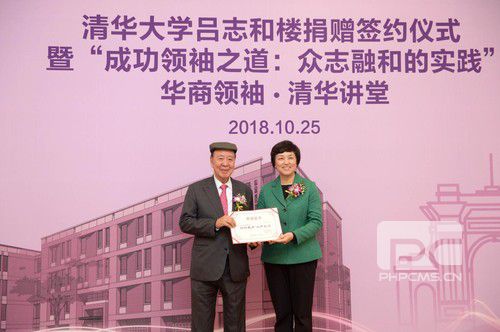 清华大学吕志和楼捐赠签约仪式
暨“成功领袖之道：众志融和的实践”
华商领袖·清华讲堂
2018.10.25
PHPCMS.CN